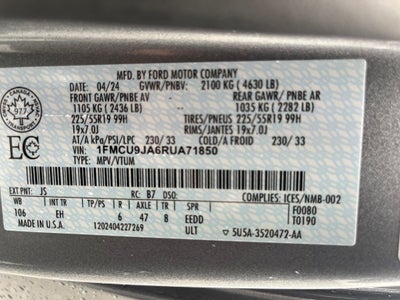 MFD. BY FORD MOTOR COMPANY
04/24 GVWR/PNBV: 2100 KG ( 4630 LB)
FRONT GAWR/PNBE AV REAR GAWR/PNBE AR
1105 KG ( 2436 LB) 1035 KG ( 2282 LB)
225/55R19 99H TIRES/PNEUS 225/55R19 99H
19x7.0J RIMS/JANTES 19x7.0J
AT/A kPa/PSI/LPC 230/ 33 COLD/A FROID 230/ 33
VIN: 1FMCU9JA6RUA71850
TYPE: MPV/VTUM
CANADA
977
EC
EXT PNT: JS RC: B7 DSO: COMPLIES: ICES/NMB-002
WB INT TR TP/PS R AXLE TR SPR F0080
106 EH 6 47 8 EEDD T0190
MADE IN U.S.A. 1202404227269 ULT 5U5A-3520472-AA